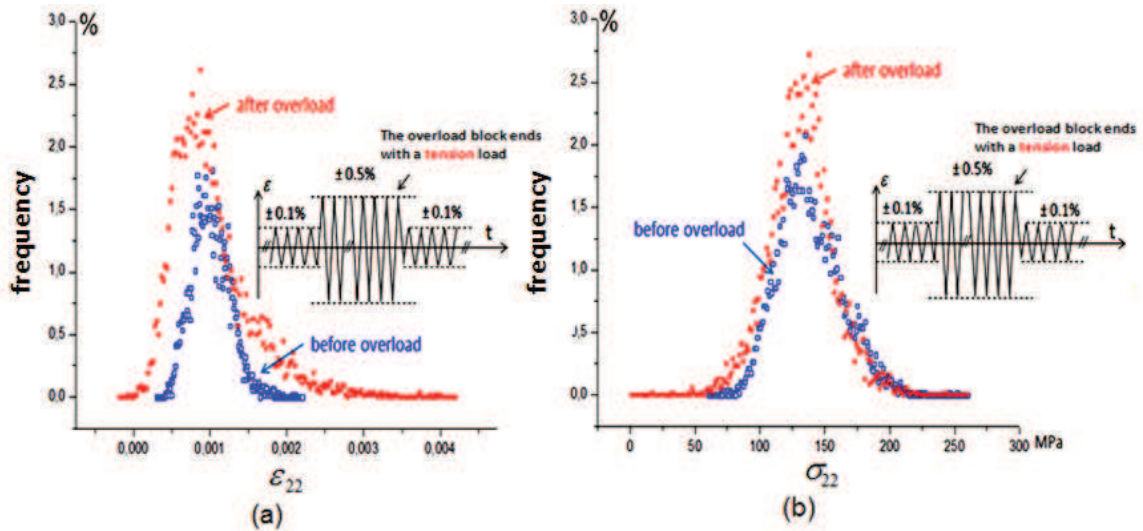 3,0
%
2,5
after overload
The overload block ends
with a tension load
2,0
±0.5%
ε
1,5
±0.1%
±0.1%
t
frequency
1,0
0,5
before overload
0,0
0,000
0,001
0,002
0,003
0,004
ε22
(a)
3,0
%
2,5
after overload
The overload block ends
with a tension load
2,0
±0.5%
ε
1,5
±0.1%
±0.1%
before overload
t
frequency
1,0
0,5
0,0
0
50
100
150
200
250
300
MPa
σ22
(b)